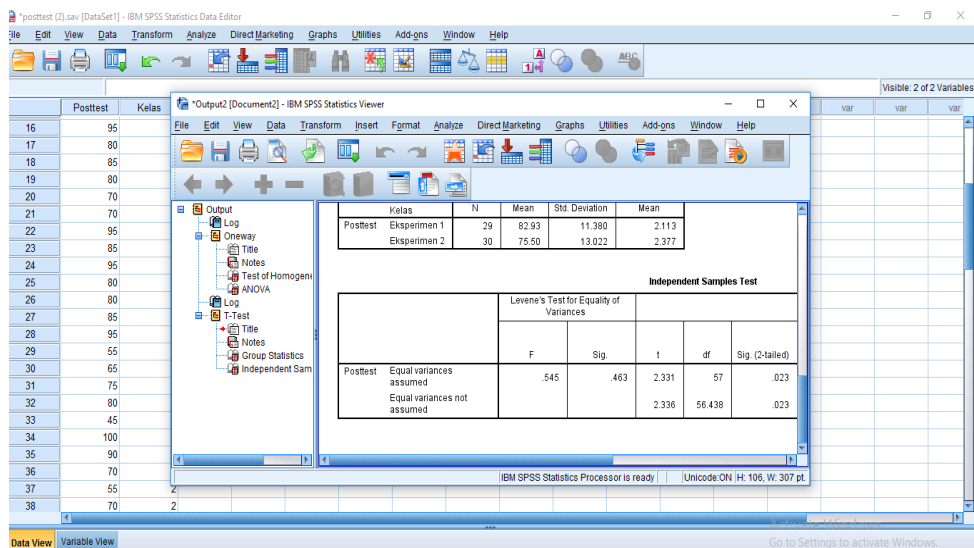 *posttest (2).sav [DataSet1] - IBM SPSS Statistics Data Editor
File Edit View Data Transform Analyze Direct Marketing Graphs Utilities Add-ons Window Help
Visible: 2 of 2 Variables
Posttest Kelas var var var
16 95
17 80
18 85
19 80
20 70
21 70
22 95
23 85
24 95
25 80
26 80
27 85
28 95
29 55
30 65
31 75
32 80
33 45
34 100
35 90
36 70
37 55 2
38 70 2
*Output2 [Document2] - IBM SPSS Statistics Viewer
File Edit View Data Transform Insert Format Analyze Direct Marketing Graphs Utilities Add-ons Window Help
Output
Log
Oneway
Title
Notes
Test of Homogene
ANOVA
Log
T-Test
Title
Notes
Group Statistics
Independent Sam
Kelas N Mean Std. Deviation Mean
Posttest Eksperimen 1 29 82.93 11.380 2.113
Eksperimen 2 30 75.50 13.022 2.377
Independent Samples Test
Levene's Test for Equality of
Variances
F Sig. t df Sig. (2-tailed)
Posttest Equal variances
assumed .545 .463 2.331 57 .023
Equal variances not
assumed 2.336 56.438 .023
IBM SPSS Statistics Processor is ready Unicode:ON H: 106, W: 307 pt.
Activate Windows
Go to Settings to activate Windows.
Data View Variable View